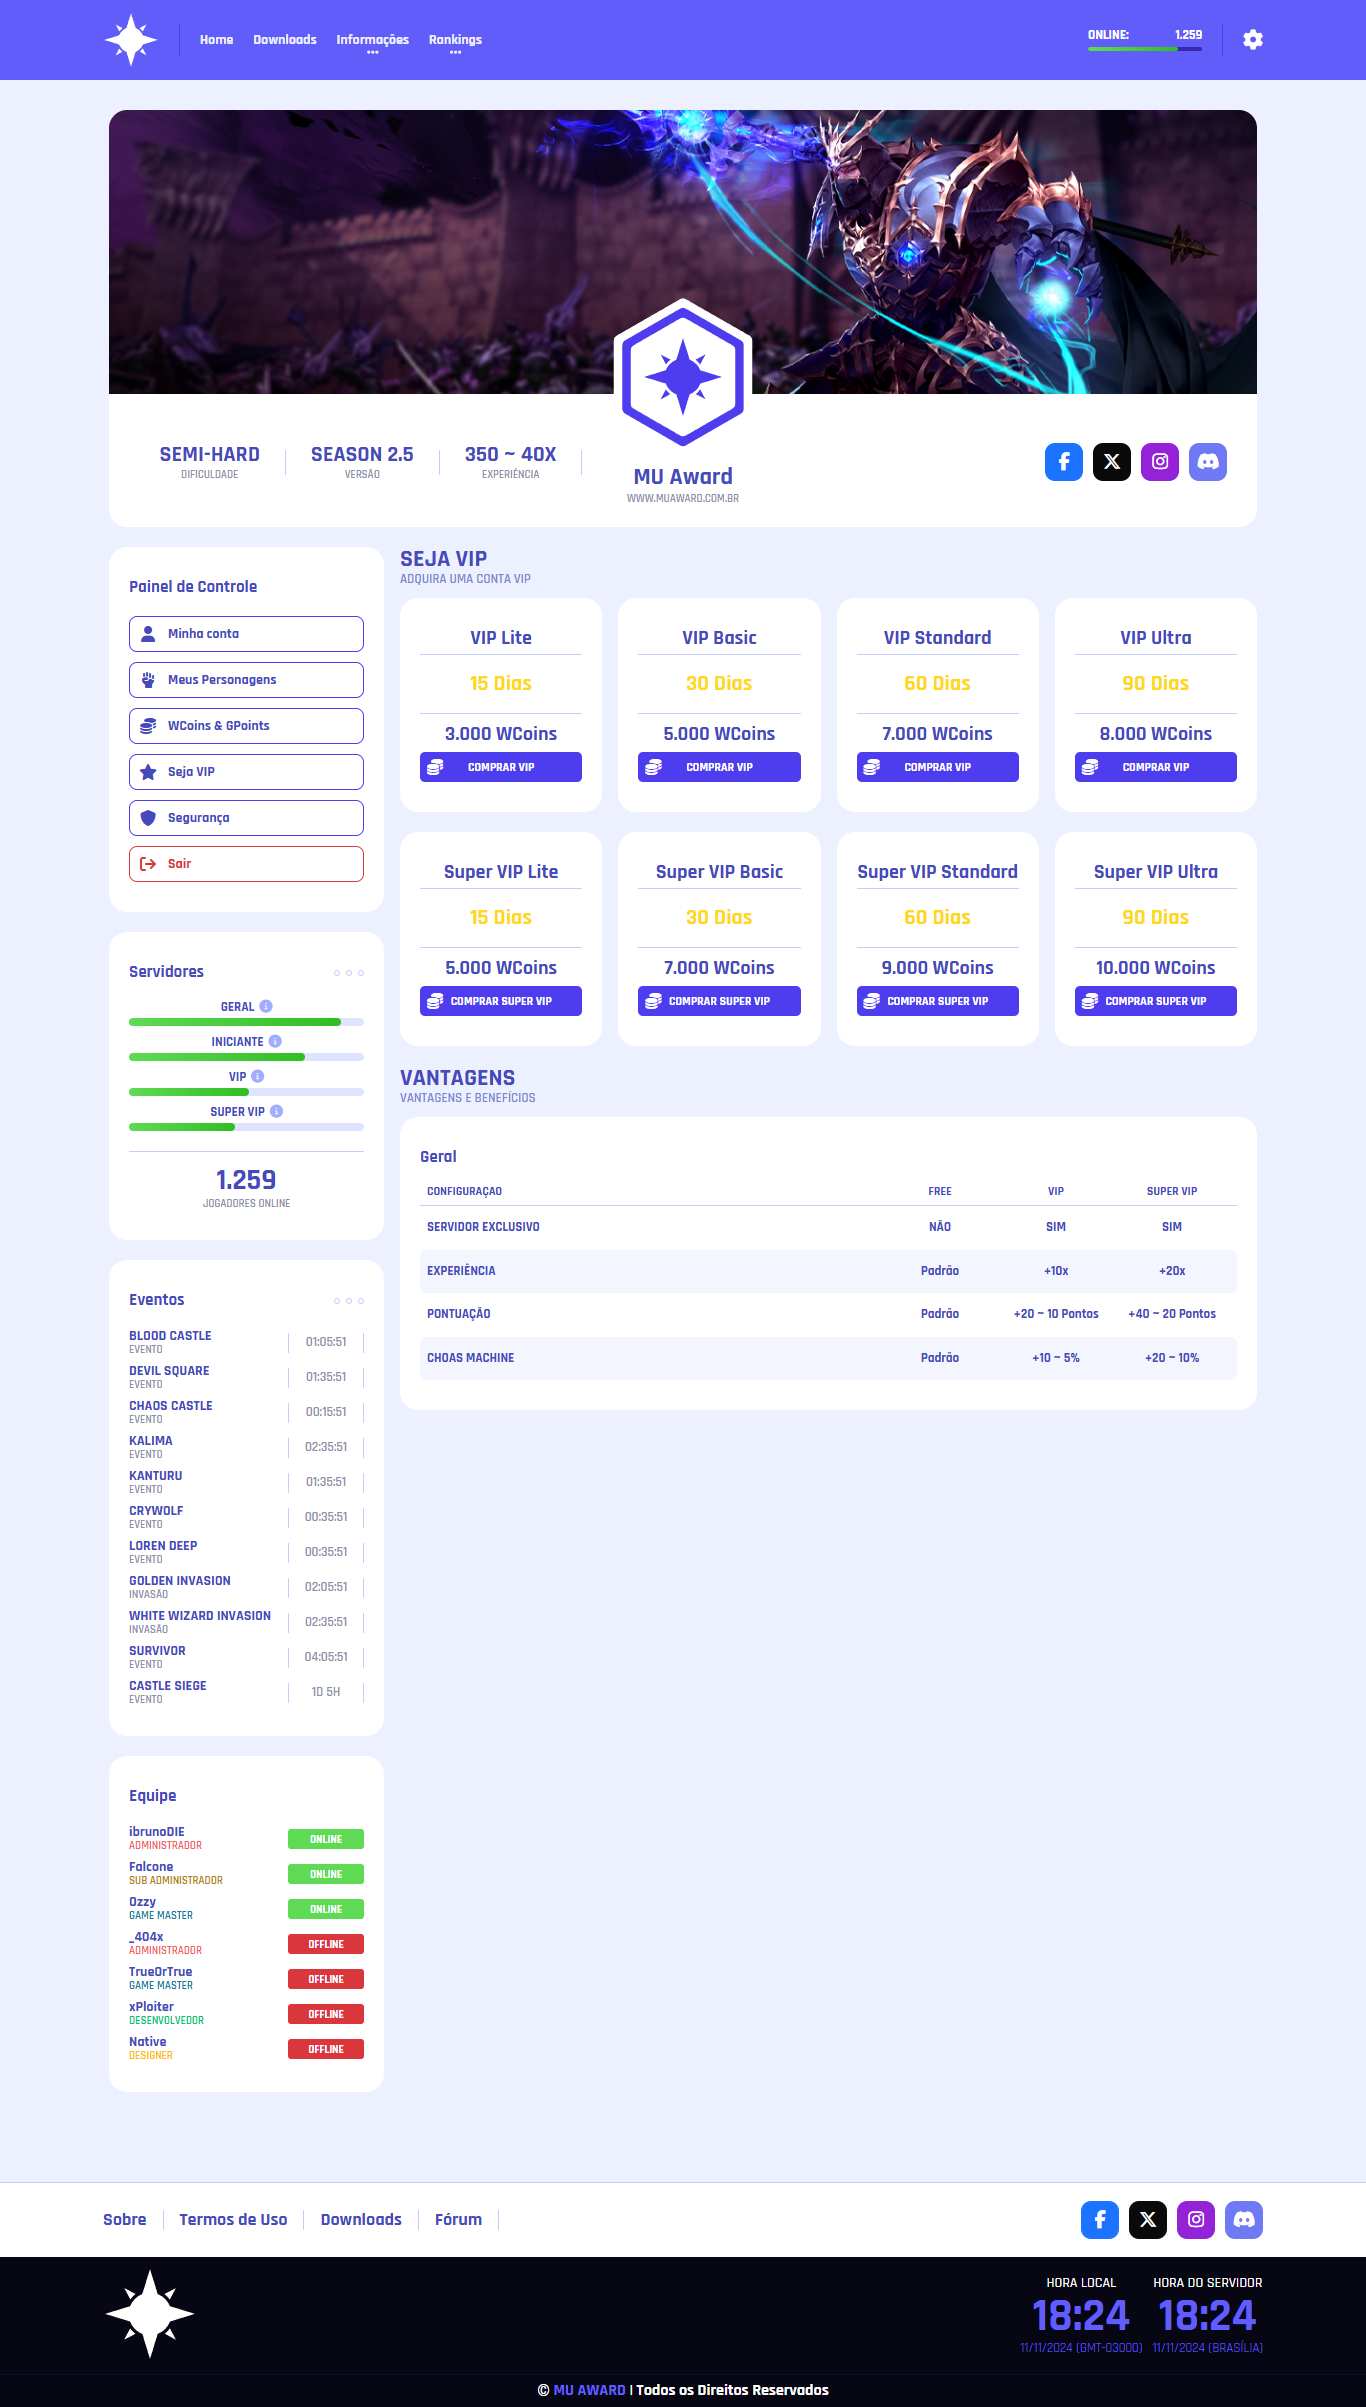 Home Downloads Informações Rankings ONLINE: 1.259
SEMI-HARD SEASON 2.5 350 ~ 40X
DIFICULDADE VERSÃO EXPERIÊNCIA
MU Award
WWW.MUAWARD.COM.BR
Painel de Controle
Minha conta
Meus Personagens
WCoins & GPoints
Seja VIP
Segurança
Sair
Servidores
GERAL
INICIANTE
VIP
SUPER VIP
1.259
JOGADORES ONLINE
Eventos
BLOOD CASTLE
EVENTO
01:05:51
DEVIL SQUARE
EVENTO
01:35:51
CHAOS CASTLE
EVENTO
00:15:51
KALIMA
EVENTO
02:35:51
KANTURU
EVENTO
01:35:51
CRYWOLF
EVENTO
00:35:51
LOREN DEEP
EVENTO
00:35:51
GOLDEN INVASION
INVASÃO
02:05:51
WHITE WIZARD INVASION
INVASÃO
02:35:51
SURVIVOR
EVENTO
04:05:51
CASTLE SIEGE
EVENTO
1D 5H
Equipe
ibrunoDIE
ADMINISTRADOR
ONLINE
Falcone
SUB ADMINISTRADOR
ONLINE
Ozzy
GAME MASTER
ONLINE
_404x
ADMINISTRADOR
OFFLINE
TrueOrTrue
GAME MASTER
OFFLINE
xPloiter
DESENVOLVEDOR
OFFLINE
Native
DESIGNER
OFFLINE
SEJA VIP
ADQUIRA UMA CONTA VIP
VIP Lite
15 Dias
3.000 WCoins
COMPRAR VIP
VIP Basic
30 Dias
5.000 WCoins
COMPRAR VIP
VIP Standard
60 Dias
7.000 WCoins
COMPRAR VIP
VIP Ultra
90 Dias
8.000 WCoins
COMPRAR VIP
Super VIP Lite
15 Dias
5.000 WCoins
COMPRAR SUPER VIP
Super VIP Basic
30 Dias
7.000 WCoins
COMPRAR SUPER VIP
Super VIP Standard
60 Dias
9.000 WCoins
COMPRAR SUPER VIP
Super VIP Ultra
90 Dias
10.000 WCoins
COMPRAR SUPER VIP
VANTAGENS
VANTAGENS E BENEFÍCIOS
Geral
CONFIGURAÇAO FREE VIP SUPER VIP
SERVIDOR EXCLUSIVO NÃO SIM SIM
EXPERIÊNCIA Padrão +10x +20x
PONTUAÇÃO Padrão +20 ~ 10 Pontos +40 ~ 20 Pontos
CHOAS MACHINE Padrão +10 ~ 5% +20 ~ 10%
Sobre Termos de Uso Downloads Fórum
HORA LOCAL HORA DO SERVIDOR
18:24 18:24
11/11/2024 (GMT-03000) 11/11/2024 (BRASÍLIA)
© MU AWARD | Todos os Direitos Reservados